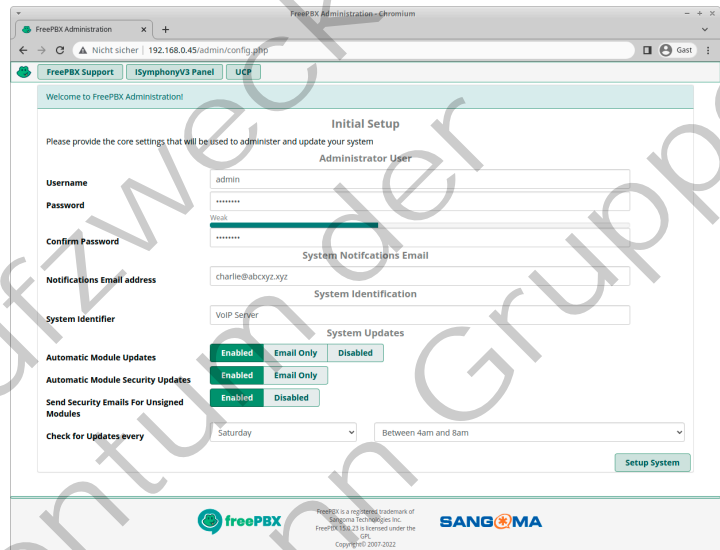 FreePBX Administration - Chromium
FreePBX Administration
Nicht sicher | 192.168.0.45/admin/config.php
Gast
FreePBX Support
ISymphonyV3 Panel
UCP
Welcome to FreePBX Administration!
Initial Setup
Please provide the core settings that will be used to administer and update your system
Administrator User
Username
admin
Password
••••••••
Weak
Confirm Password
••••••••
System Notifcations Email
Notifications Email address
charlie@abcxyz.xyz
System Identification
System Identifier
VoIP Server
System Updates
Automatic Module Updates
Enabled Email Only Disabled
Automatic Module Security Updates
Enabled Email Only
Send Security Emails For Unsigned
Modules
Enabled Disabled
Check for Updates every
Saturday
Between 4am and 8am
Setup System
freePBX
FreePBX is a registered trademark of
Sangoma Technologies Inc.
FreePBX 15.0.23 is licensed under the
GPL
Copyright© 2007-2022
SANGOMA
der
Grupp